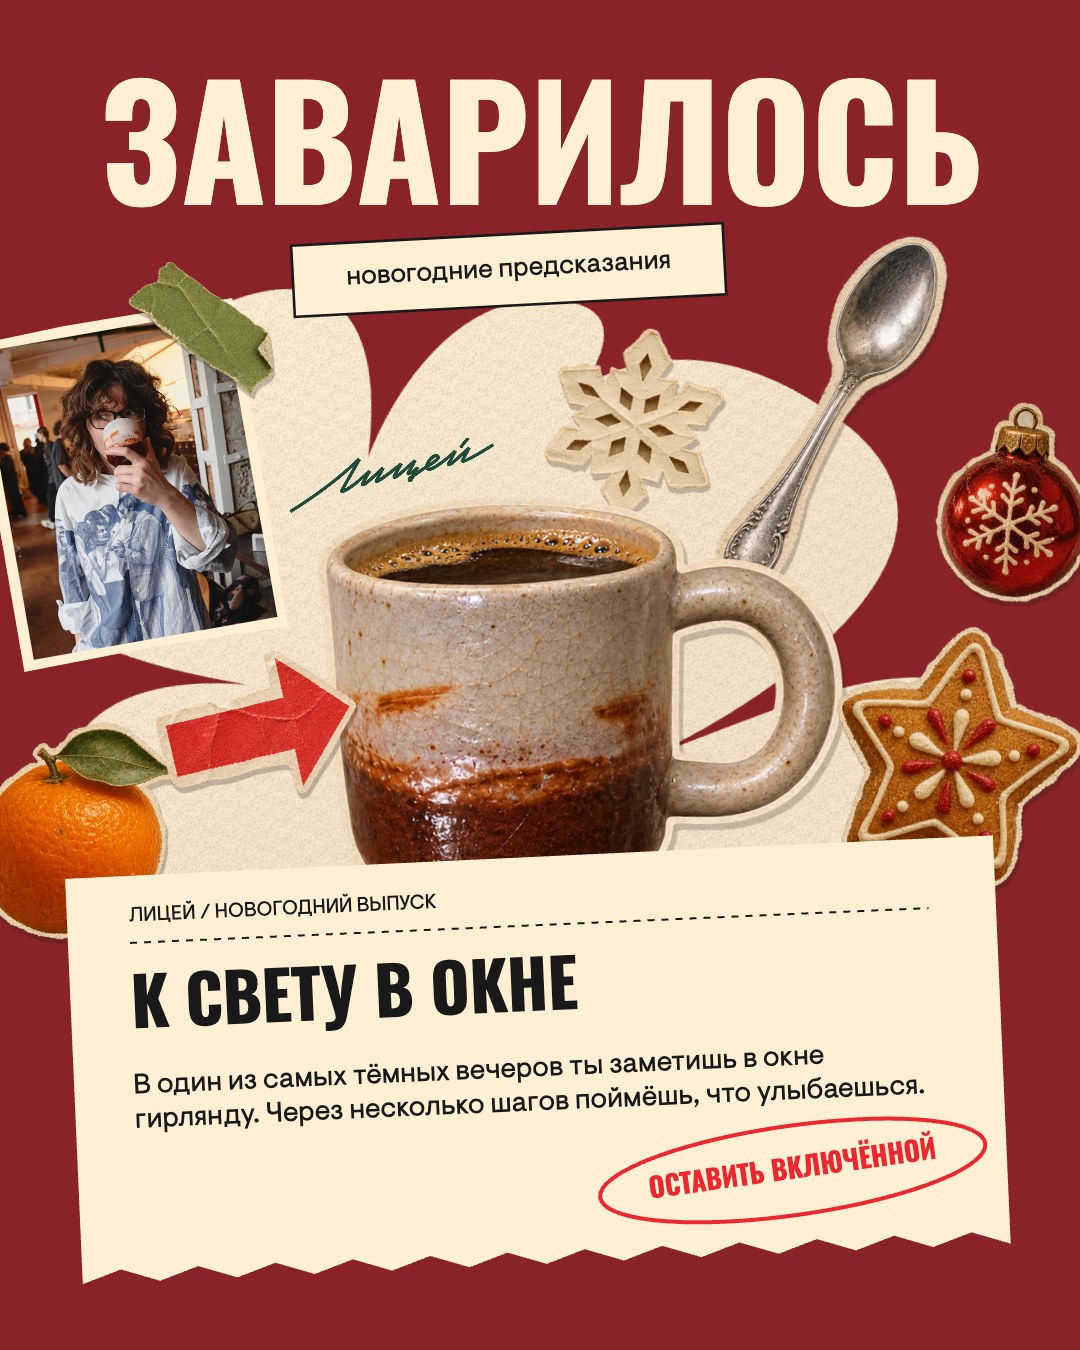 ЗАВАРИЛОСЬ
новогодние предсказания
Лицей
ЛИЦЕЙ / НОВОГОДНИЙ ВЫПУСК
К СВЕТУ В ОКНЕ
В один из самых тёмных вечеров ты заметишь в окне
гирлянду. Через несколько шагов поймёшь, что улыбаешься.
ОСТАВИТЬ ВКЛЮЧЁННОЙ